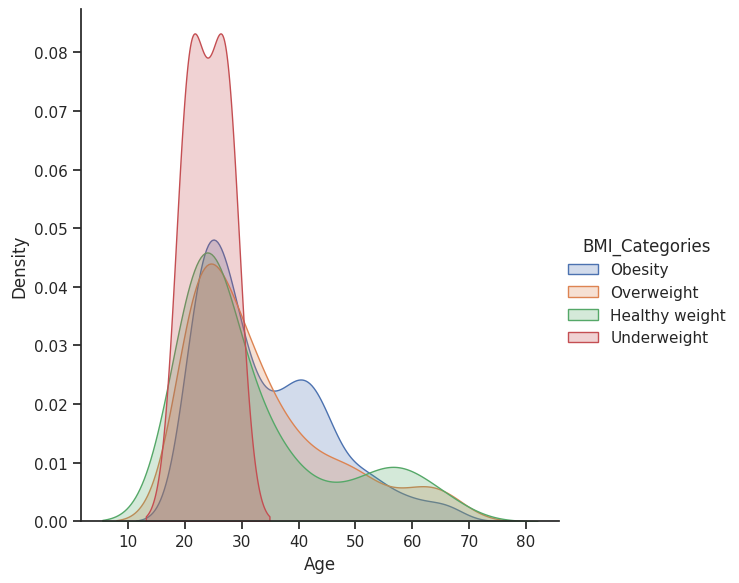 0.08
0.07
0.06
0.05
0.04
0.03
0.02
0.01
0.00
Density
10 20 30 40 50 60 70 80
Age
BMI_Categories
Obesity
Overweight
Healthy weight
Underweight